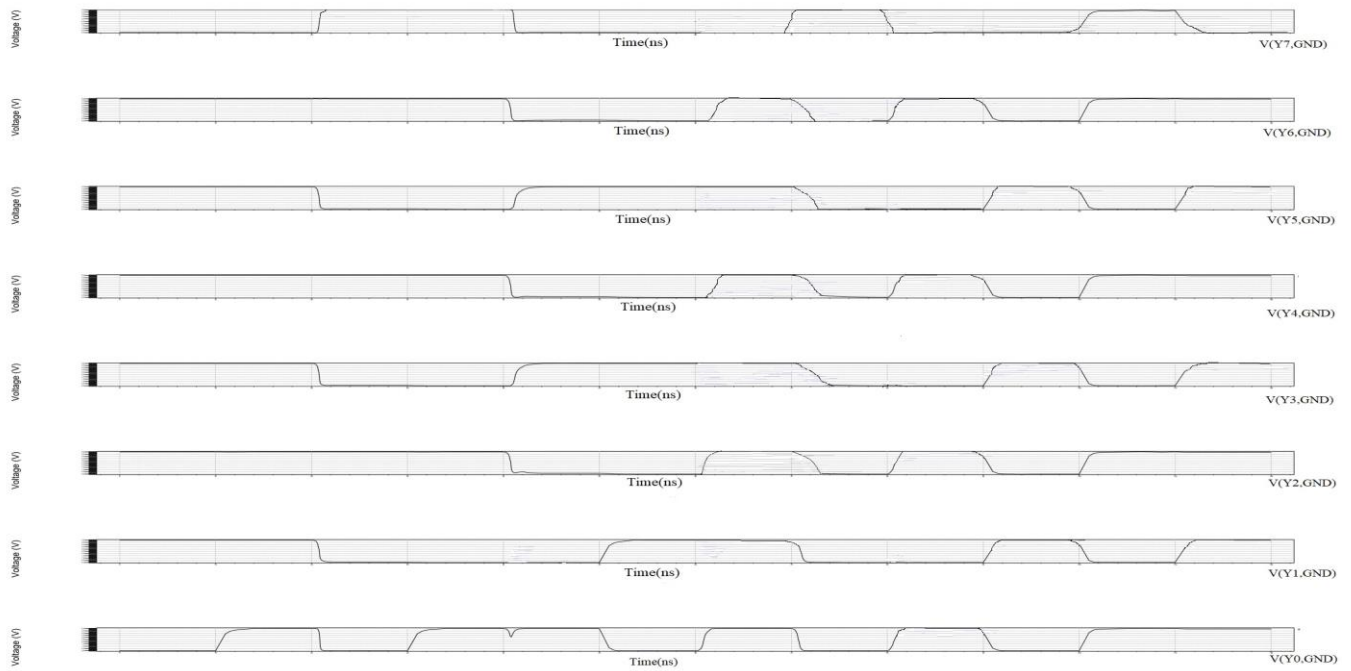 Voltage (V)
Time(ns)
V(Y7,GND)
Voltage (V)
Time(ns)
V(Y6,GND)
Voltage (V)
Time(ns)
V(Y5,GND)
Voltage (V)
Time(ns)
V(Y4,GND)
Voltage (V)
Time(ns)
V(Y3,GND)
Voltage (V)
Time(ns)
V(Y2,GND)
Voltage (V)
Time(ns)
V(Y1,GND)
Voltage (V)
Time(ns)
V(Y0,GND)